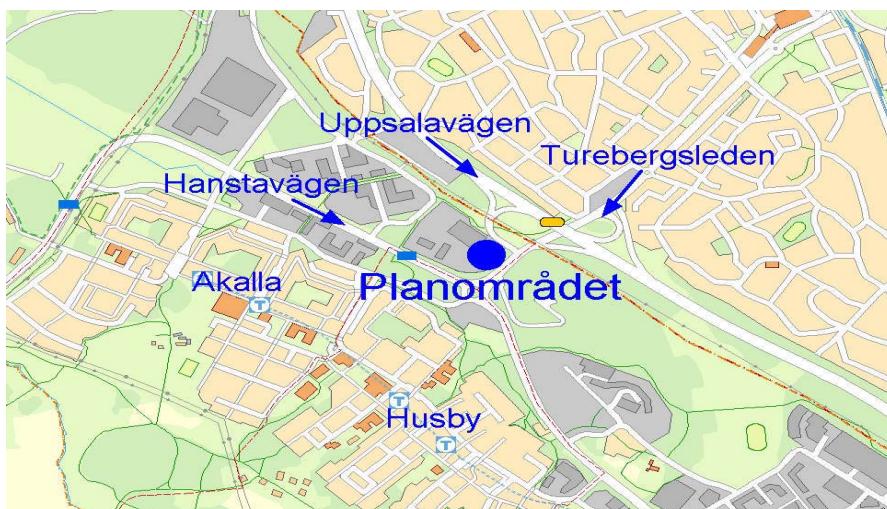 Uppsalavägen
Turebergsleden
Hanstavägen
Akalla
Planområdet
T
T
Husby
T